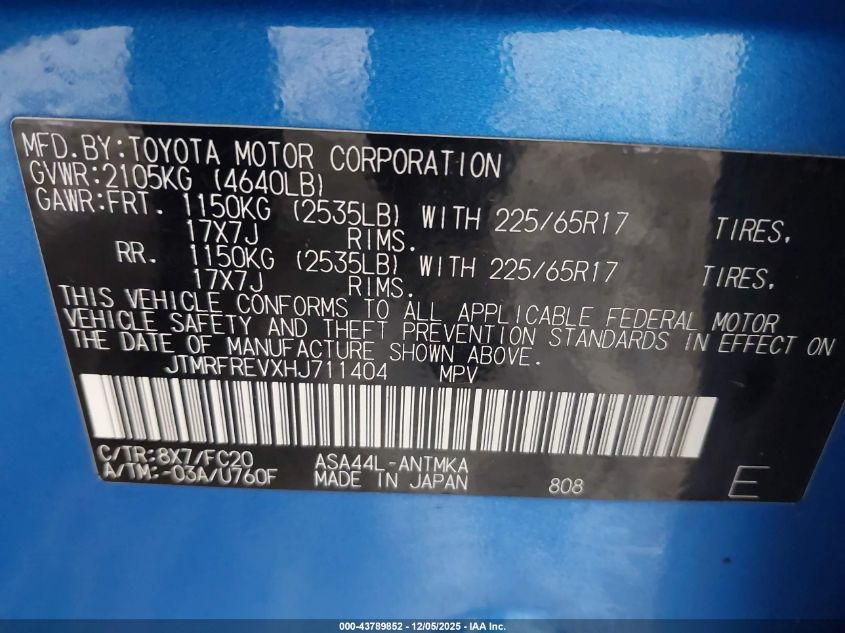 MFD.BY:TOYOTA MOTOR CORPORATION
GVWR:2105KG (4640LB)
GAWR:FRT. 1150KG (2535LB) WITH 225/65R17 TIRES,
17X7J RIMS.
RR. 1150KG (2535LB) WITH 225/65R17 TIRES,
17X7J RIMS.
THIS VEHICLE CONFORMS TO ALL APPLICABLE FEDERAL MOTOR
VEHICLE SAFETY AND THEFT PREVENTION STANDARDS IN EFFECT ON
THE DATE OF MANUFACTURE SHOWN ABOVE.
JTMRFREVXHJ711404 MPV
C/TR:8X7/FC20 ASA44L-ANTMKA
A/TM:-03A/U760F MADE IN JAPAN 808 E
000-43789852 - 12/05/2025 - IAA Inc.